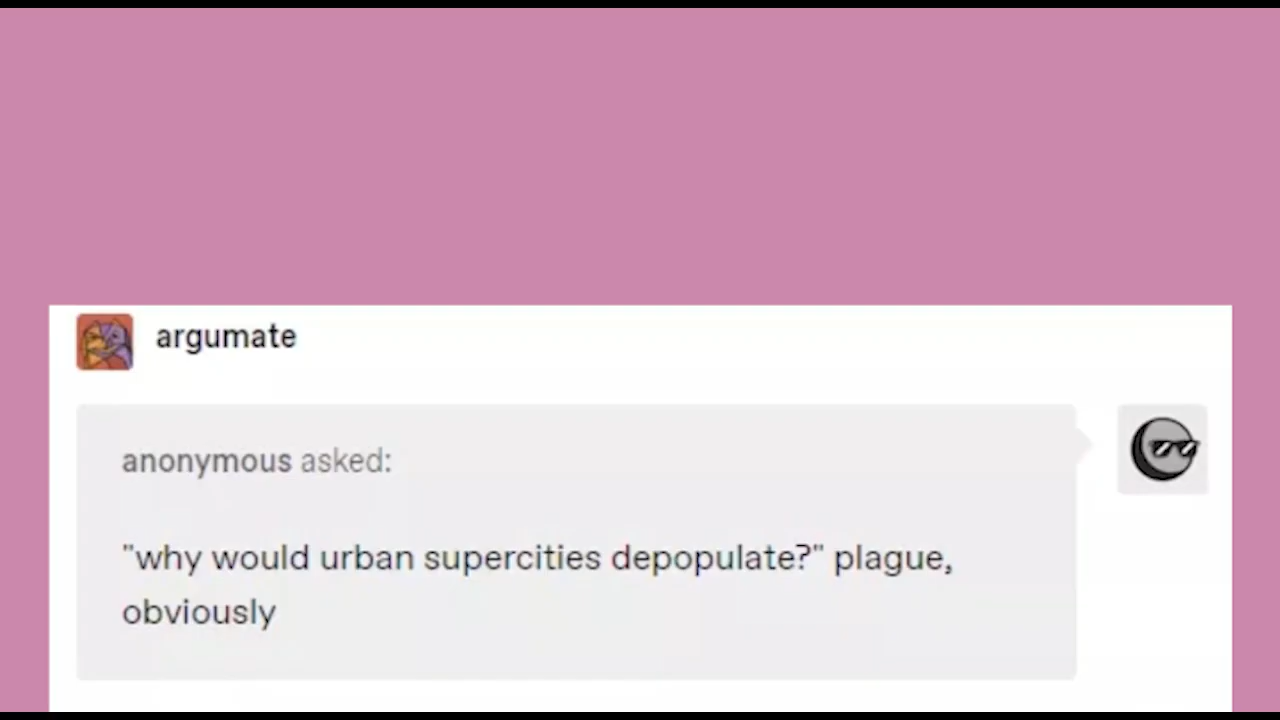 argumate
anonymous asked:
"why would urban supercities depopulate?" plague,
obviously